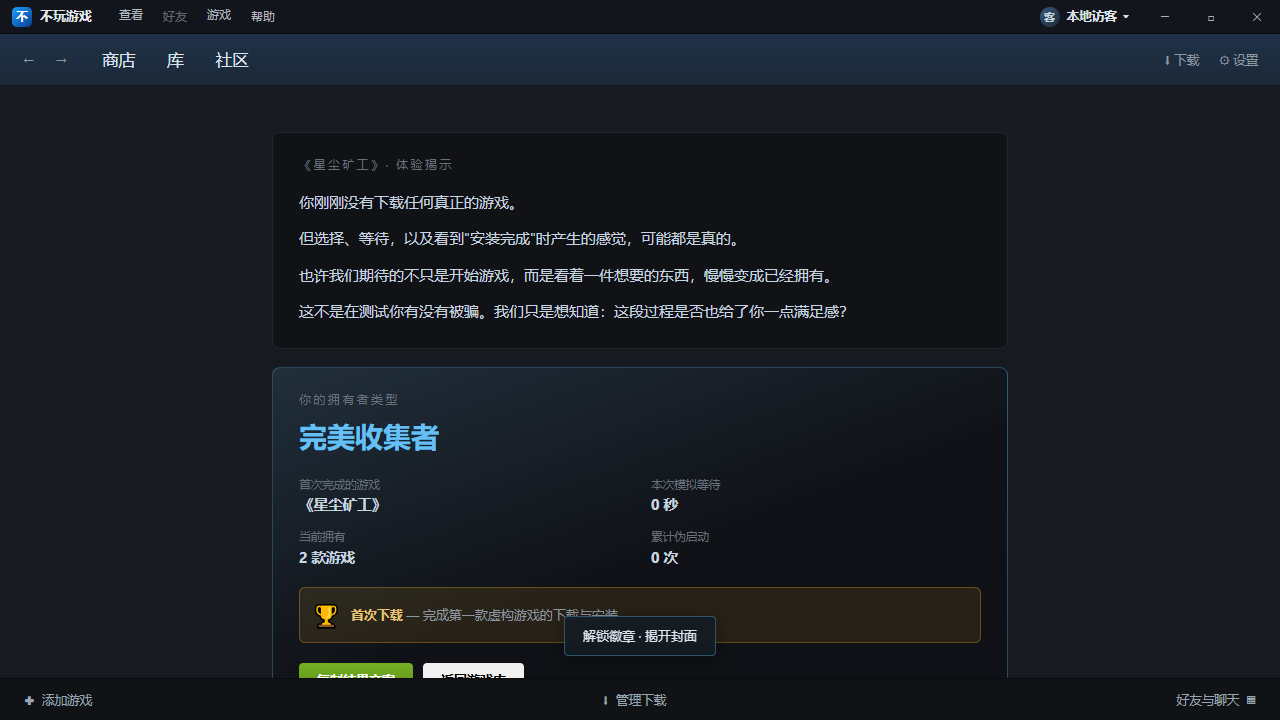 不 不玩游戏 查看 好友 游戏 帮助 客 本地访客
← → 商店 库 社区 下载 设置
《星尘矿工》· 体验揭示
你刚刚没有下载任何真正的游戏。
但选择、等待，以及看到"安装完成"时产生的感觉，可能都是真的。
也许我们期待的不只是开始游戏，而是看着一件想要的东西，慢慢变成已经拥有。
这不是在测试你有没有被骗。我们只是想知道：这段过程是否也给了你一点满足感？
你的拥有者类型
完美收集者
首次完成的游戏 本次模拟等待
《星尘矿工》 0 秒
当前拥有 累计伪启动
2 款游戏 0 次
首次下载 — 完成第一款虚构游戏的下载与安装
解锁徽章 · 揭开封面
添加游戏 管理下载 好友与聊天